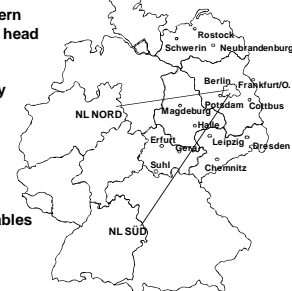 ern
head
y
ables
Rostock
Schwerin
Neubrandenburg
Berlin
Frankfurt/O.
Potsdam
Cottbus
NL NORD
Magdeburg
Halle
Leipzig
Dresden
Erfurt
Gera
Suhl
Chemnitz
NL SÜD